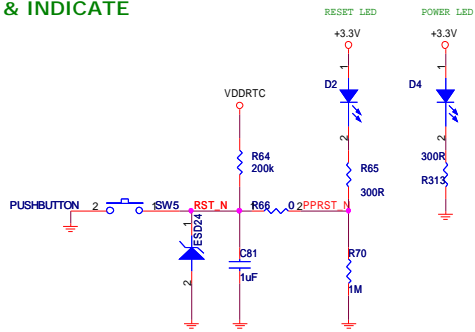 & INDICATE
RESET LED
POWER LED
+3.3V
+3.3V
1
1
D2
D4
VDDRTC
2
2
R64
200k
R65
300R
300R
R313
PUSHBUTTON
2
1
SW5
RST_N
1
R66
0
2
PPRST_N
1
ESD24
2
C81
1uF
R70
1M